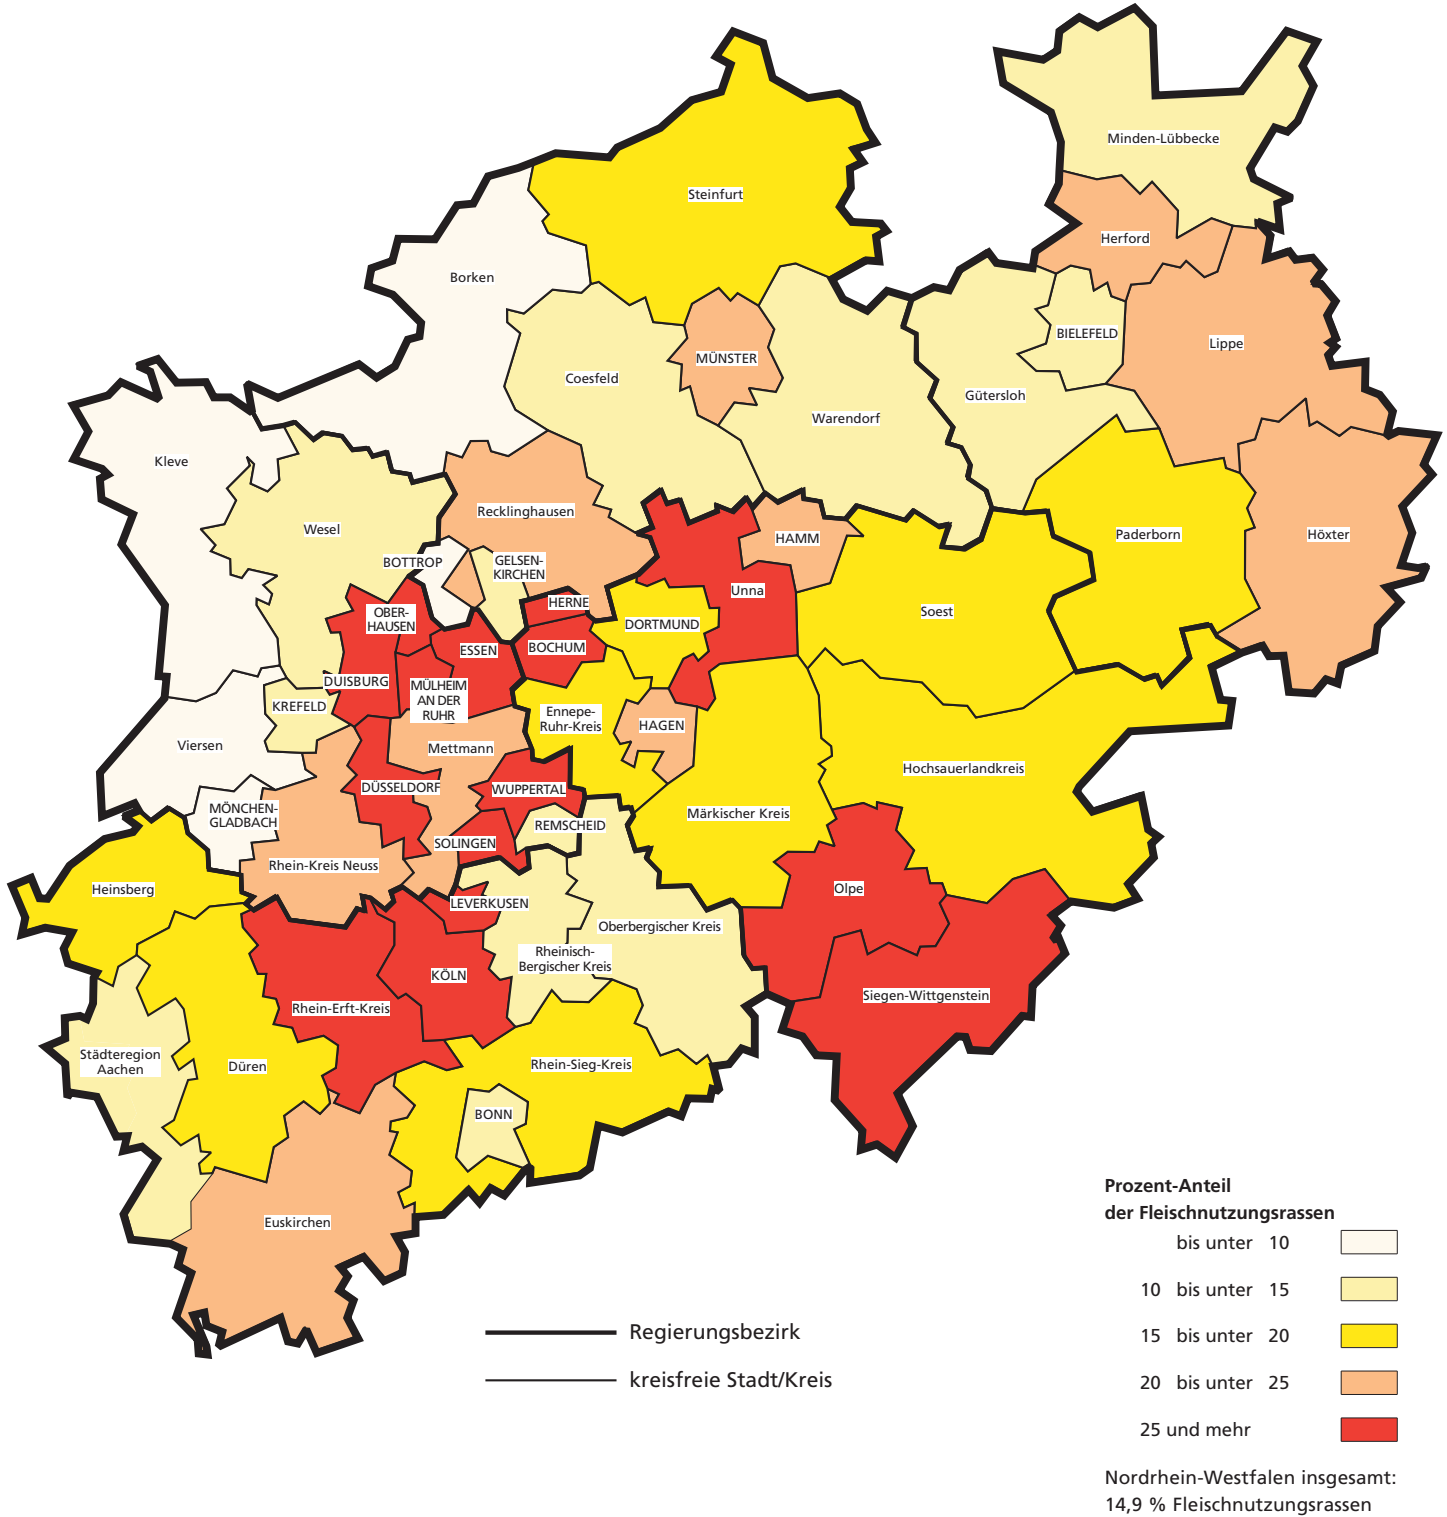 Minden-Lübbecke
Steinfurt
Herford
Borken
BIELEFELD
Lippe
MÜNSTER
Coesfeld
Gütersloh
Warendorf
Kleve
Recklinghausen
Wesel
Paderborn
Höxter
HAMM
BOTTROP
GELSEN-
KIRCHEN
Unna
HERNE
Soest
OBER-
HAUSEN
DORTMUND
ESSEN
BOCHUM
DUISBURG
MÜLHEIM
AN DER
RUHR
KREFELD
Ennepe-
Ruhr-Kreis
HAGEN
Viersen
Mettmann
Hochsauerlandkreis
DÜSSELDORF
WUPPERTAL
MÖNCHEN-
GLADBACH
Märkischer Kreis
REMSCHEID
SOLINGEN
Rhein-Kreis Neuss
Heinsberg
Olpe
LEVERKUSEN
Oberbergischer Kreis
Rheinisch-
Bergischer Kreis
KÖLN
Siegen-Wittgenstein
Rhein-Erft-Kreis
Städteregion
Aachen
Düren
Rhein-Sieg-Kreis
BONN
Euskirchen
Prozent-Anteil
der Fleischnutzungsrassen
bis unter 10
10 bis unter 15
15 bis unter 20
20 bis unter 25
25 und mehr
Regierungsbezirk
kreisfreie Stadt/Kreis
Nordrhein-Westfalen insgesamt:
14,9 % Fleischnutzungsrassen